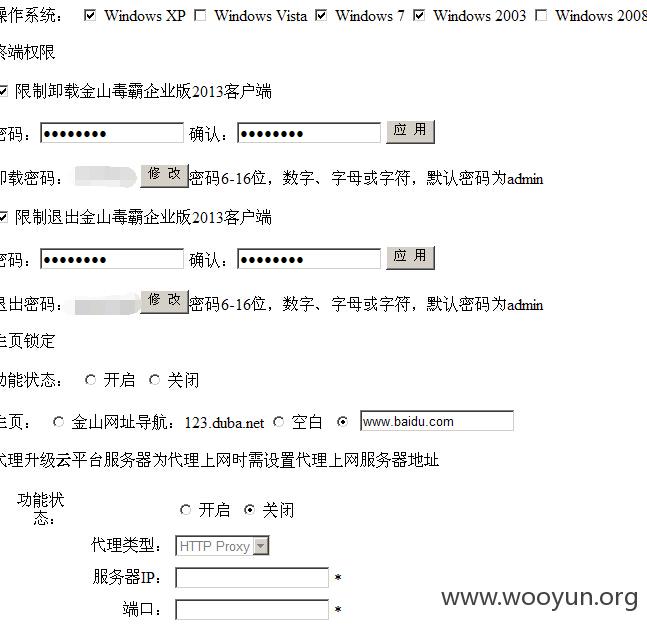 操作系统： Windows XP Windows Vista Windows 7 Windows 2003 Windows 2008
终端权限
限制卸载金山毒霸企业版2013客户端
密码： ●●●●●●●● 确认： ●●●●●●●● 应 用
卸载密码： 修 改 密码6-16位，数字、字母或字符，默认密码为admin
限制退出金山毒霸企业版2013客户端
密码： ●●●●●●●● 确认： ●●●●●●●● 应 用
退出密码： 修 改 密码6-16位，数字、字母或字符，默认密码为admin
主页锁定
功能状态： 开启 关闭
主页： 金山网址导航：123.duba.net 空白 www.baidu.com
代理升级云平台服务器为代理上网时需设置代理上网服务器地址
功能状
态： 开启 关闭
代理类型： HTTP Proxy
服务器IP： *
端口： *
www.wooyun.org